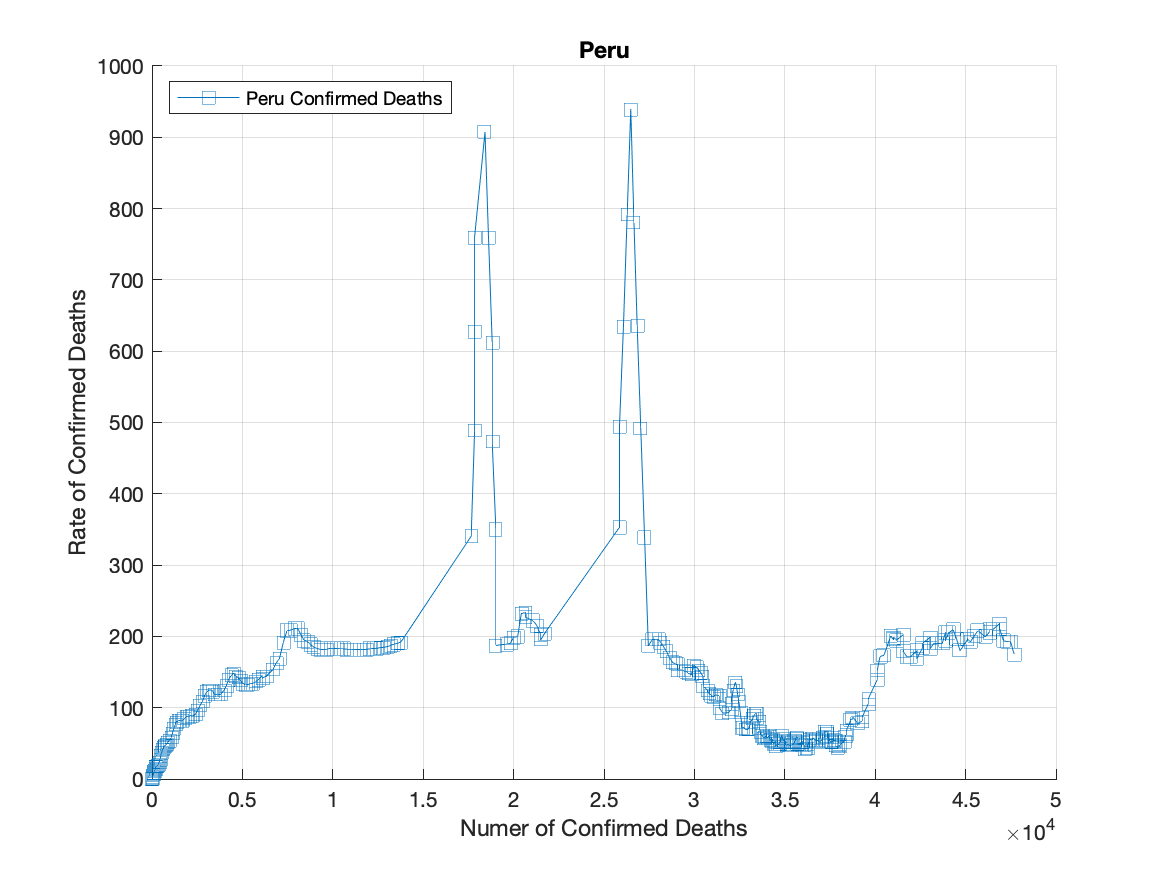 Peru
Peru Confirmed Deaths
Rate of Confirmed Deaths
1000
900
800
700
600
500
400
300
200
100
0
0 0.5 1 1.5 2 2.5 3 3.5 4 4.5 5
×10^4
Numer of Confirmed Deaths